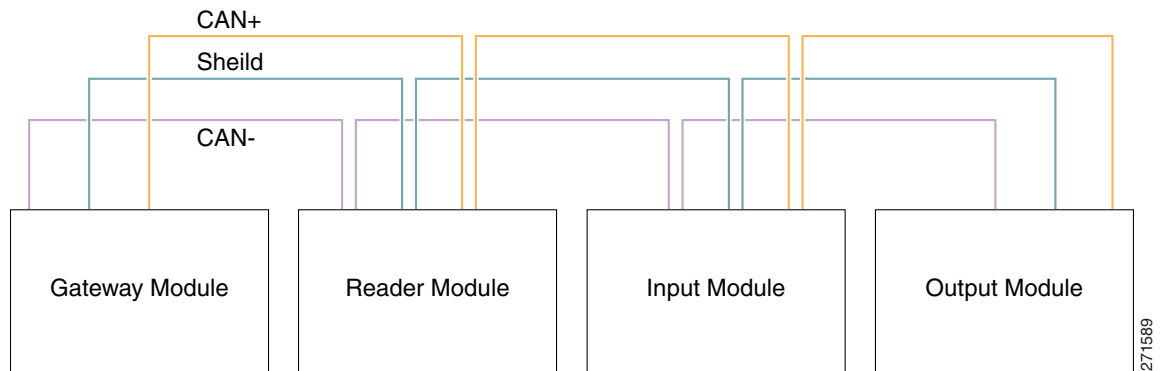 CAN+
Sheild
CAN-
Gateway Module
Reader Module
Input Module
Output Module
271589